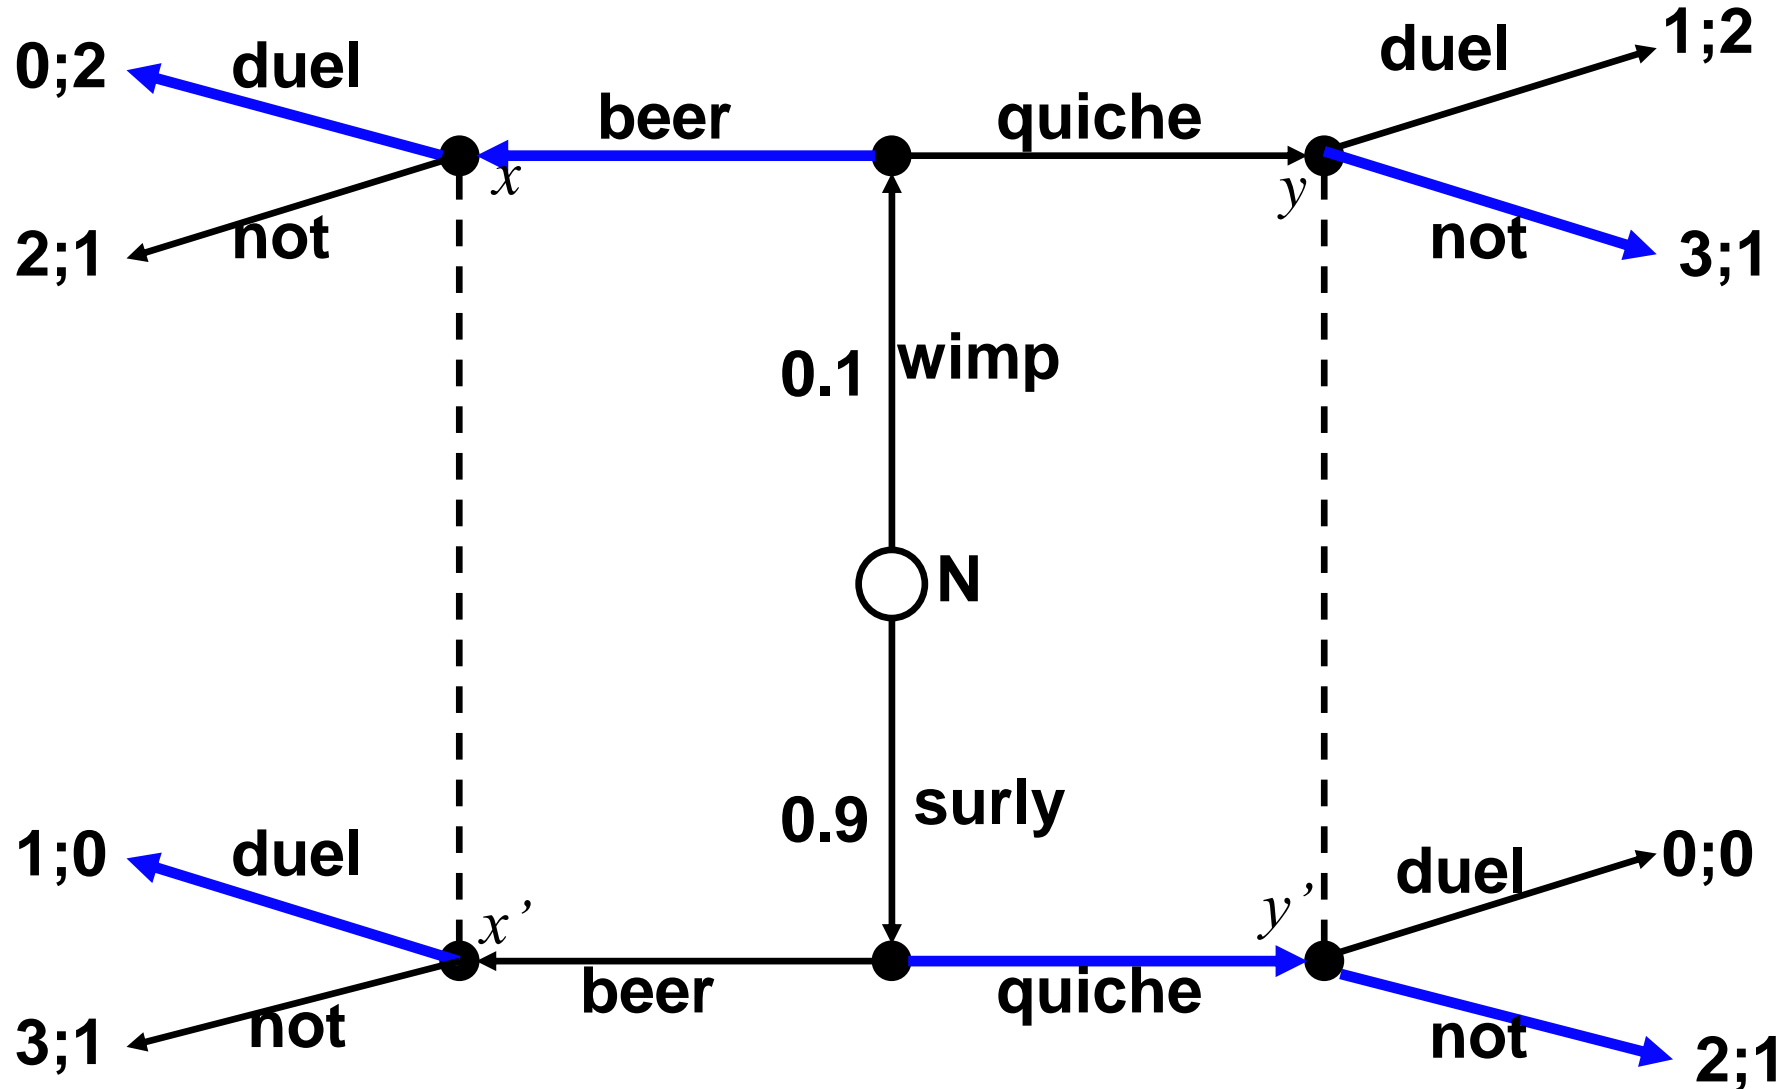 0;2 duel beer quiche duel 1;2
x y
2;1 not not 3;1
0.1 wimp
N
0.9 surly
1;0 duel duel 0;0
x’ y’
beer quiche
3;1 not not 2;1